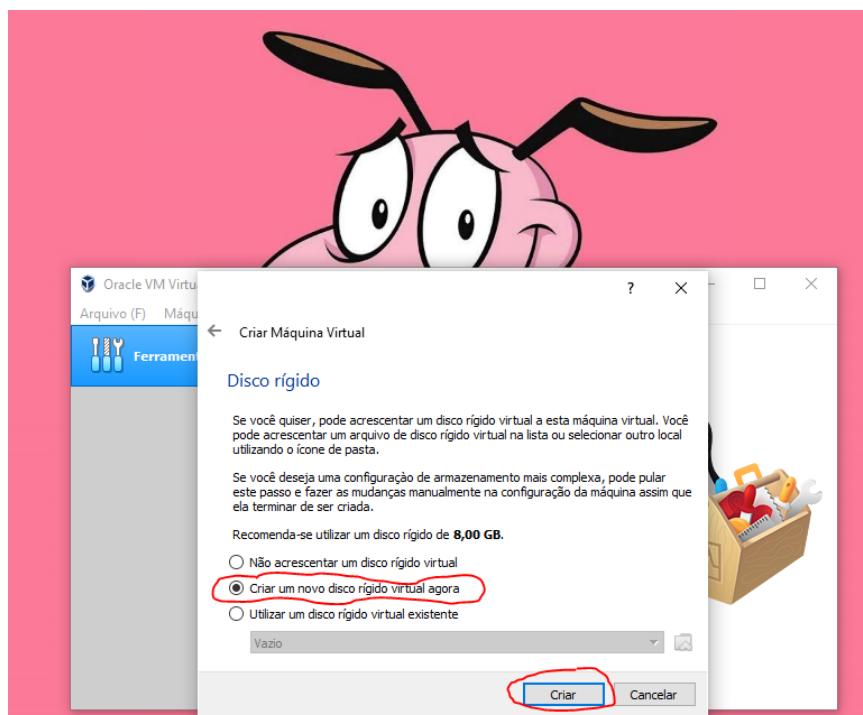 Oracle VM Virtu
Arquivo (F) Máqu
Ferrament
?
Criar Máquina Virtual
Disco rígido
Se você quiser, pode acrescentar um disco rígido virtual a esta máquina virtual. Você
pode acrescentar um arquivo de disco rígido virtual na lista ou selecionar outro local
utilizando o ícone de pasta.
Se você deseja uma configuraçào de armazenamento mais complexa, pode pular
este passo e fazer as mudanças manualmente na configuração da máquina assim que
ela terminar de ser criada.
Recomenda-se utilizar um disco rígido de 8,00 GB.
Não acrescentar um disco rígido virtual
Criar um novo disco rígido virtual agora
Utilizar um disco rígido virtual existente
Vazio
Criar Cancelar